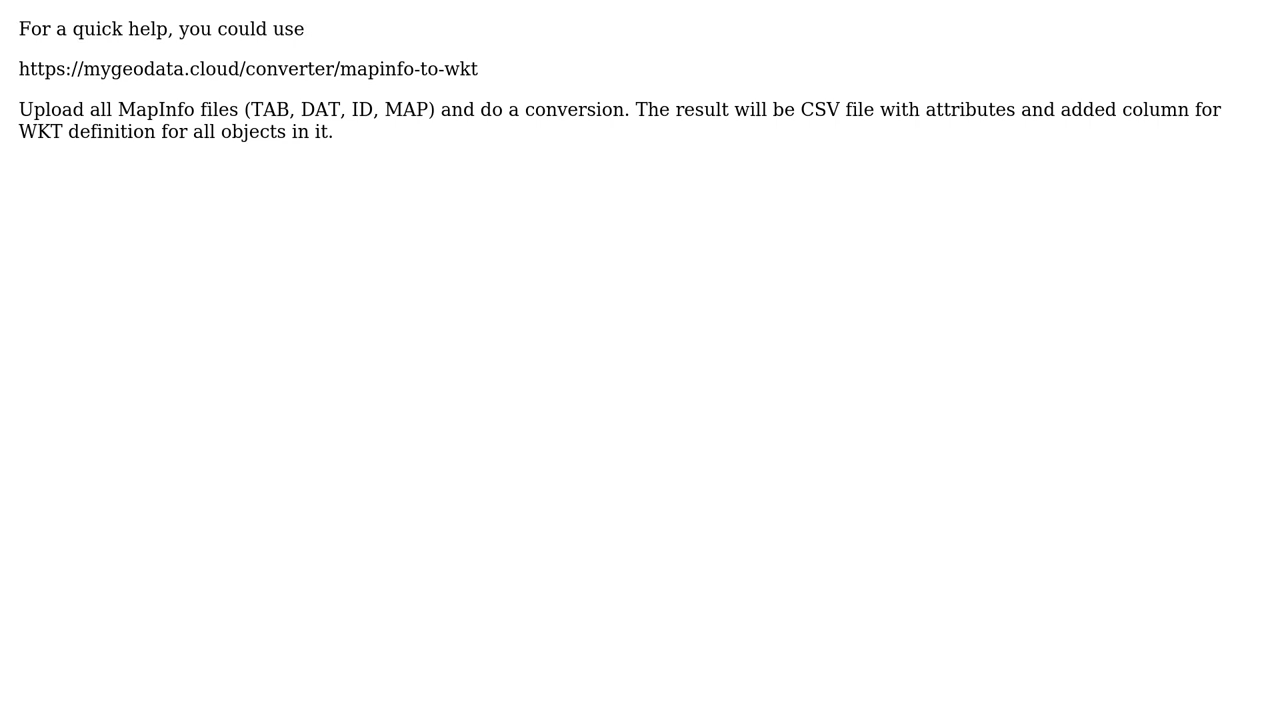 For a quick help, you could use
https://mygeodata.cloud/converter/mapinfo-to-wkt
Upload all MapInfo files (TAB, DAT, ID, MAP) and do a conversion. The result will be CSV file with attributes and added column for
WKT definition for all objects in it.